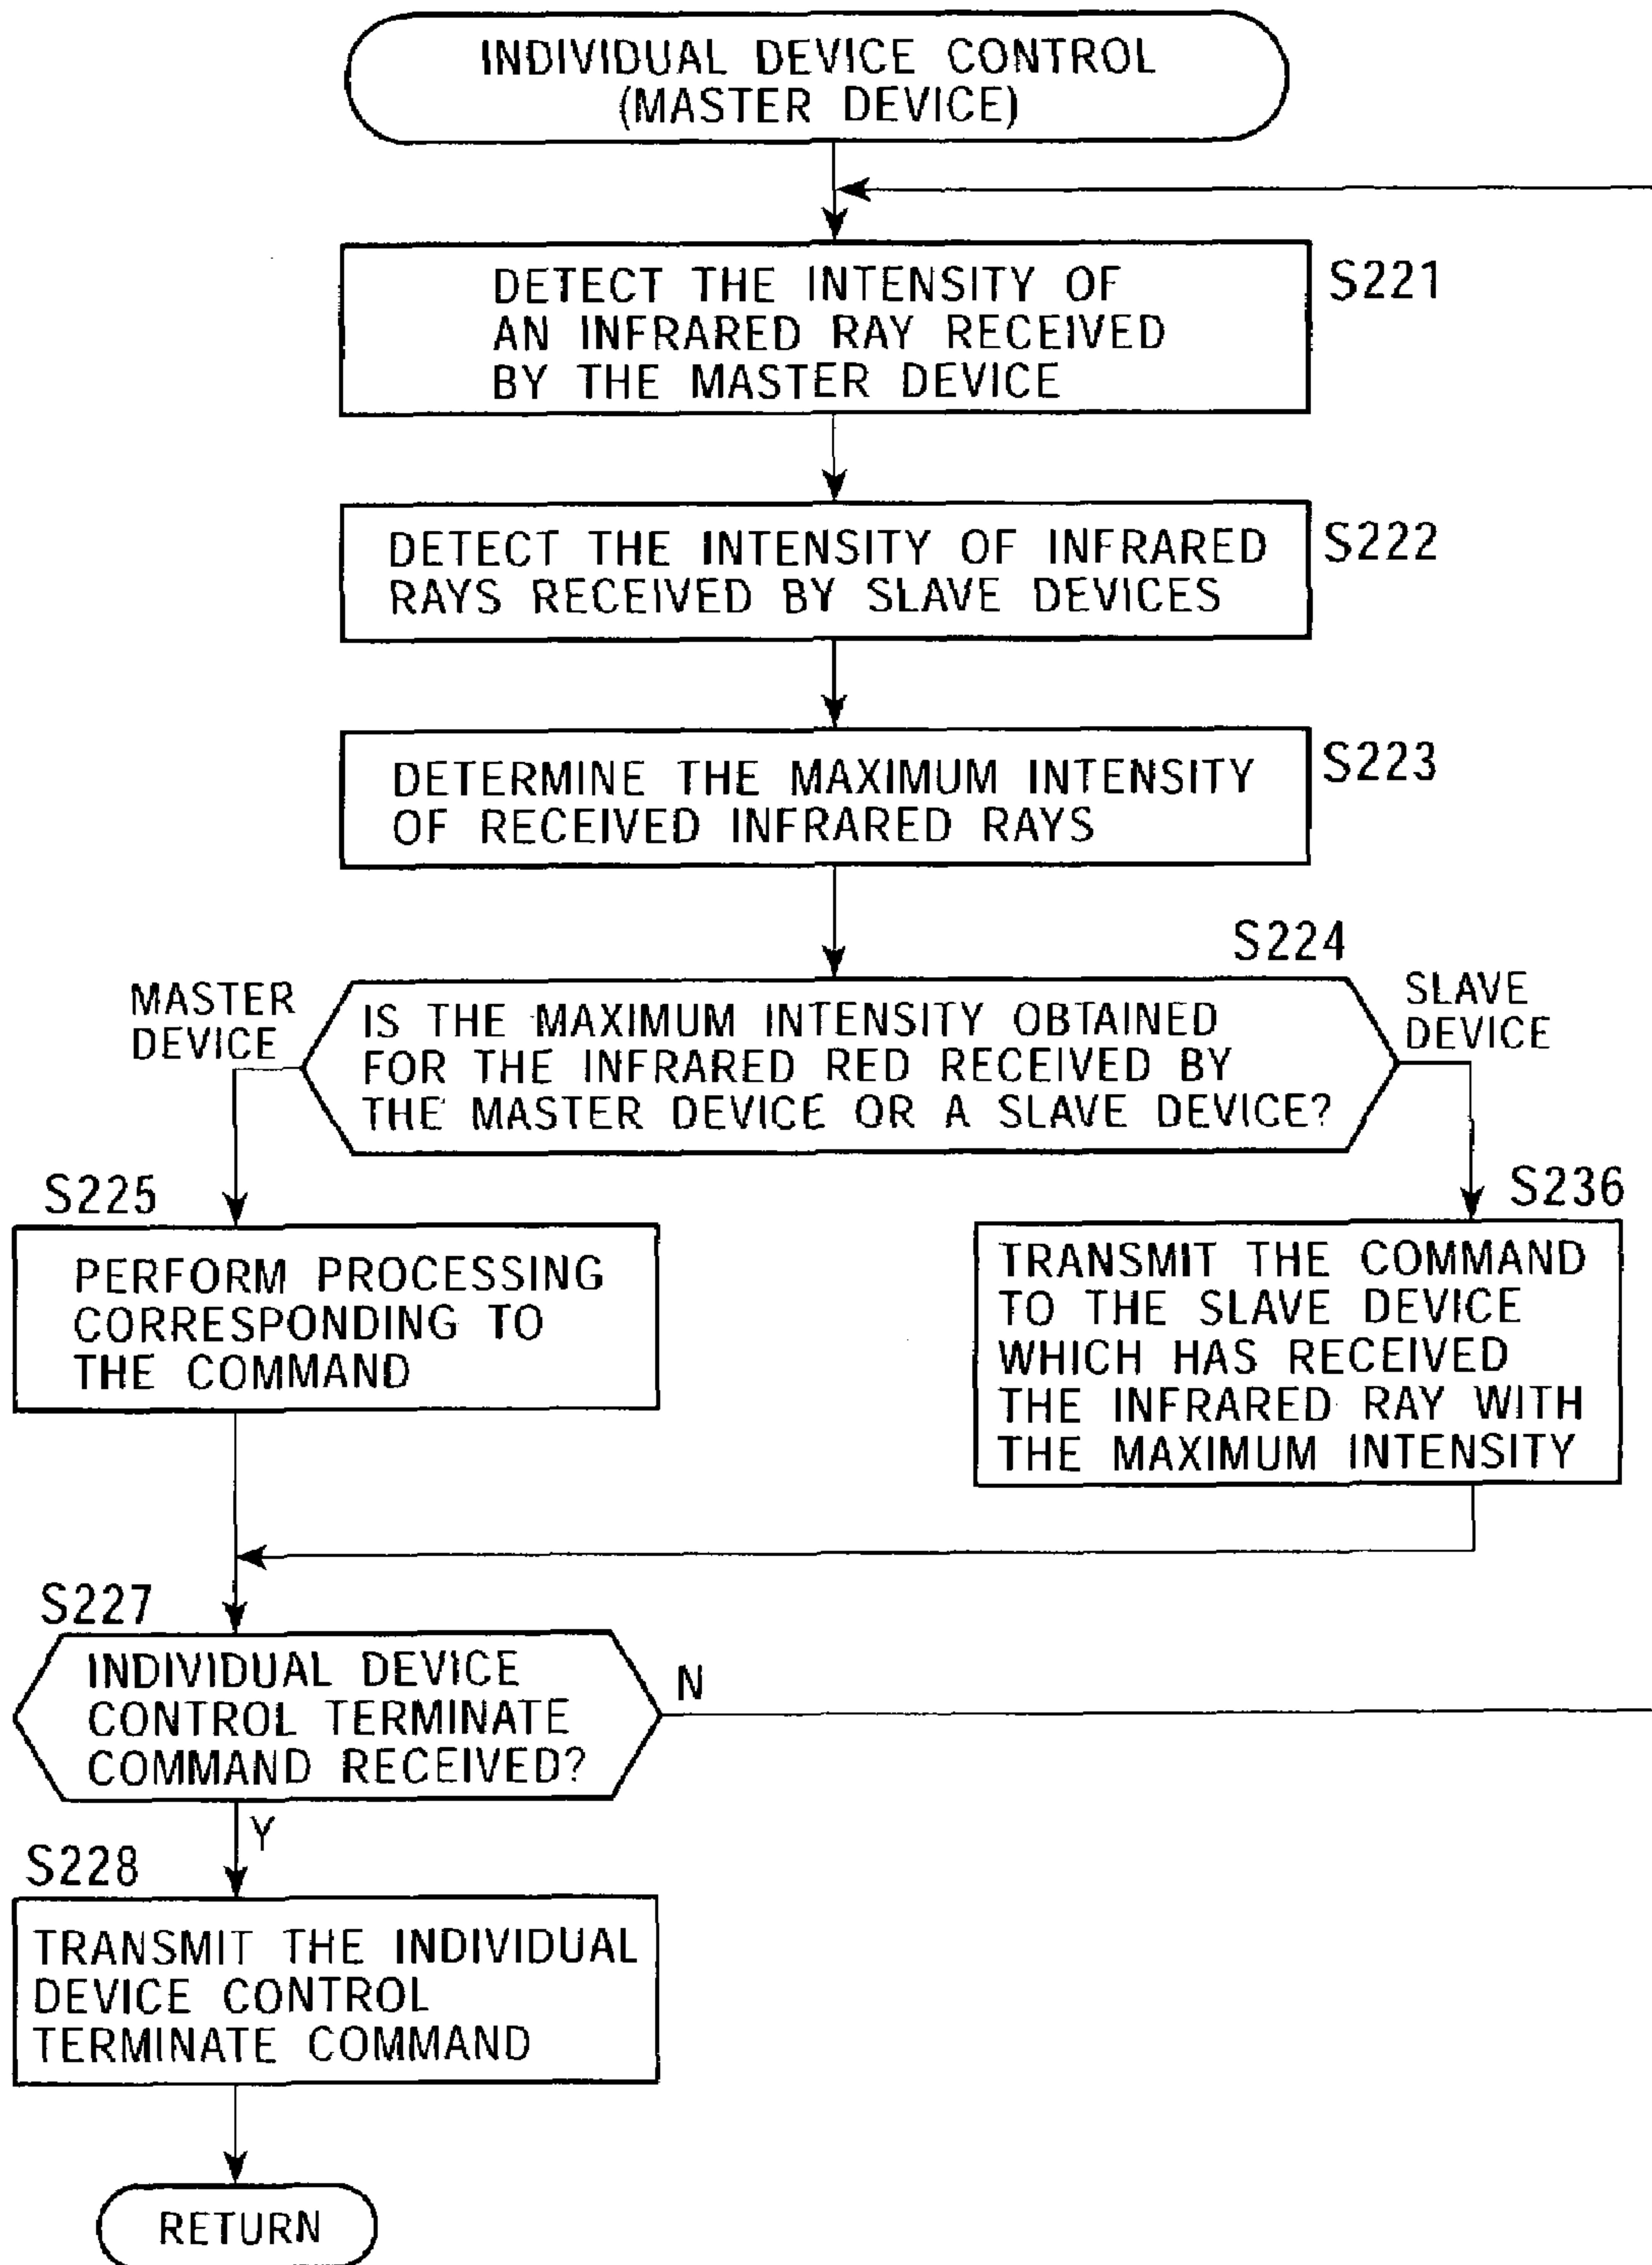 INDIVIDUAL DEVICE CONTROL
(MASTER DEVICE)
DETECT THE INTENSITY OF
AN INFRARED RAY RECEIVED
BY THE MASTER DEVICE
S221
DETECT THE INTENSITY OF INFRARED
RAYS RECEIVED BY SLAVE DEVICES
S222
DETERMINE THE MAXIMUM INTENSITY
OF RECEIVED INFRARED RAYS
S223
S224
MASTER
DEVICE
IS THE MAXIMUM INTENSITY OBTAINED
FOR THE INFRARED RED RECEIVED BY
THE MASTER DEVICE OR A SLAVE DEVICE?
SLAVE
DEVICE
S225
PERFORM PROCESSING
CORRESPONDING TO
THE COMMAND
S236
TRANSMIT THE COMMAND
TO THE SLAVE DEVICE
WHICH HAS RECEIVED
THE INFRARED RAY WITH
THE MAXIMUM INTENSITY
S227
INDIVIDUAL DEVICE
CONTROL TERMINATE
COMMAND RECEIVED?
N
Y
S228
TRANSMIT THE INDIVIDUAL
DEVICE CONTROL
TERMINATE COMMAND
RETURN